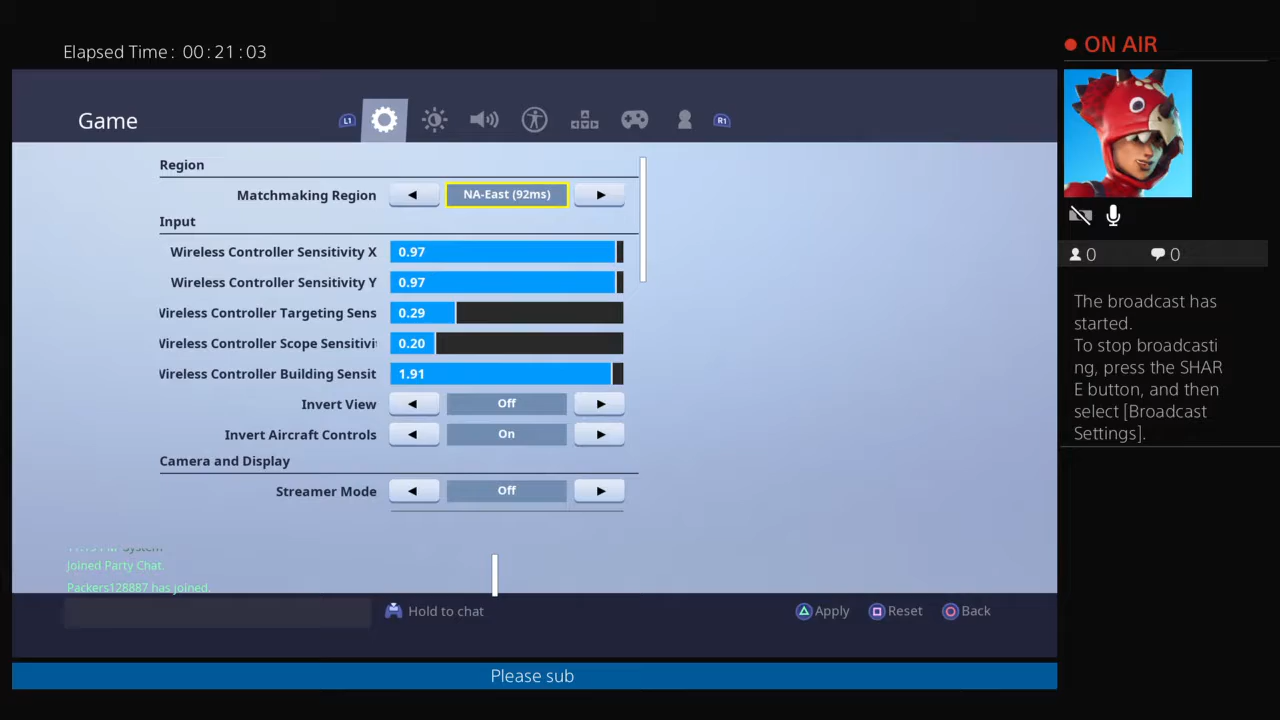 Elapsed Time: 00:21:03
ON AIR
Game
L1
R1
Region
Matchmaking Region
NA-East (92ms)
Input
Wireless Controller Sensitivity X
0.97
Wireless Controller Sensitivity Y
0.97
Wireless Controller Targeting Sens
0.29
Wireless Controller Scope Sensitivi
0.20
Wireless Controller Building Sensit
1.91
Invert View
Off
Invert Aircraft Controls
On
Camera and Display
Streamer Mode
Off
System
Joined Party Chat.
Packers128887 has joined.
Hold to chat
Apply
Reset
Back
Please sub
0
0
The broadcast has
started.
To stop broadcasti
ng, press the SHAR
E button, and then
select [Broadcast
Settings].